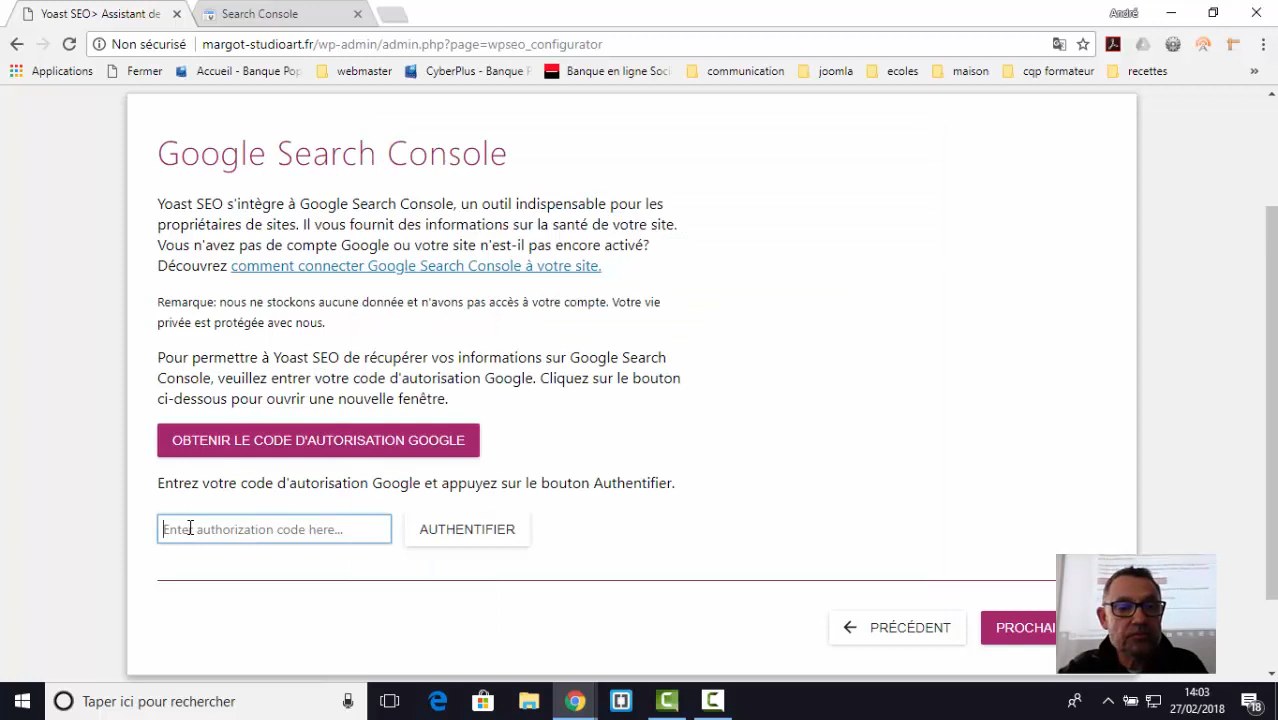 Yoast SEO> Assistant de
Search Console
André
Non sécurisé
margot-studioart.fr/wp-admin/admin.php?page=wpseo_configurator
Applications
Fermer
Accueil - Banque Pop
webmaster
CyberPlus - Banque F
Banque en ligne Soci
communication
joomla
ecoles
maison
cqp formateur
recettes
»
Google Search Console
Yoast SEO s'intègre à Google Search Console, un outil indispensable pour les
propriétaires de sites. Il vous fournit des informations sur la santé de votre site.
Vous n'avez pas de compte Google ou votre site n'est-il pas encore activé?
Découvrez comment connecter Google Search Console à votre site.
Remarque: nous ne stockons aucune donnée et n'avons pas accès à votre compte. Votre vie
privée est protégée avec nous.
Pour permettre à Yoast SEO de récupérer vos informations sur Google Search
Console, veuillez entrer votre code d'autorisation Google. Cliquez sur le bouton
ci-dessous pour ouvrir une nouvelle fenêtre.
OBTENIR LE CODE D'AUTORISATION GOOGLE
Entrez votre code d'autorisation Google et appuyez sur le bouton Authentifier.
Enter authorization code here...
AUTHENTIFIER
PRÉCÉDENT
PROCHAI
Taper ici pour rechercher
14:03
27/02/2018
18